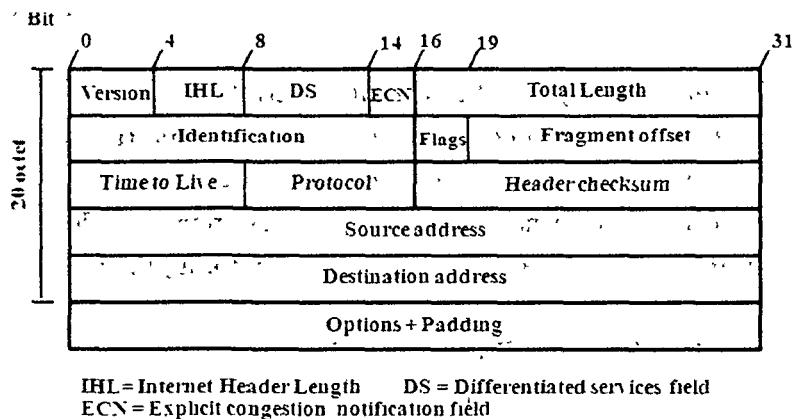 Bit
0 4 8 14 16 19 31
Version IHL DS ECN Total Length
Identification Flags Fragment offset
Time to Live Protocol Header checksum
20 octet
Source address
Destination address
Options + Padding
IHL = Internet Header Length DS = Differentiated services field
ECN = Explicit congestion notification field